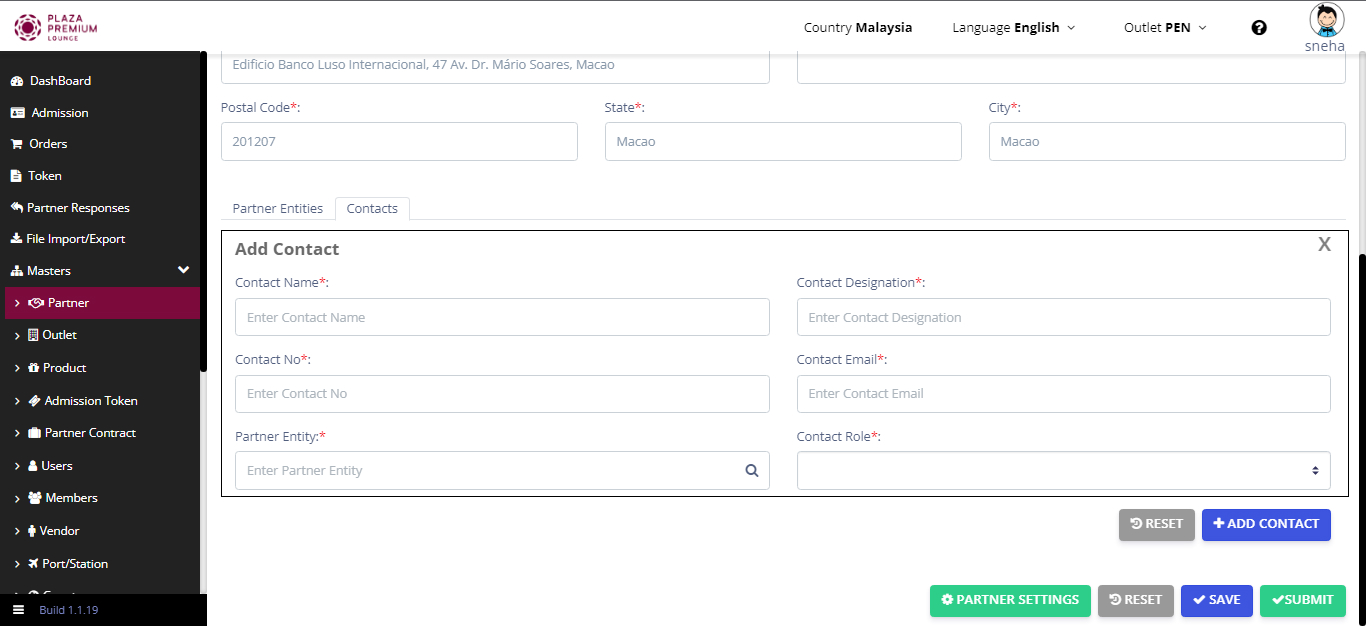 PLAZA
PREMIUM
LOUNGE
Country Malaysia
Language English
Outlet PEN
sneha
DashBoard
Admission
Orders
Token
Partner Responses
File Import/Export
Masters
Partner
Outlet
Product
Admission Token
Partner Contract
Users
Members
Vendor
Port/Station
Build 1.1.19
Edificio Banco Luso Internacional, 47 Av. Dr. Mário Soares, Macao
Postal Code*:
State*:
City*:
201207
Macao
Macao
Partner Entities
Contacts
Add Contact
X
Contact Name*:
Contact Designation*:
Enter Contact Name
Enter Contact Designation
Contact No*:
Contact Email*:
Enter Contact No
Enter Contact Email
Partner Entity:*
Contact Role*:
Enter Partner Entity
RESET
ADD CONTACT
PARTNER SETTINGS
RESET
SAVE
SUBMIT